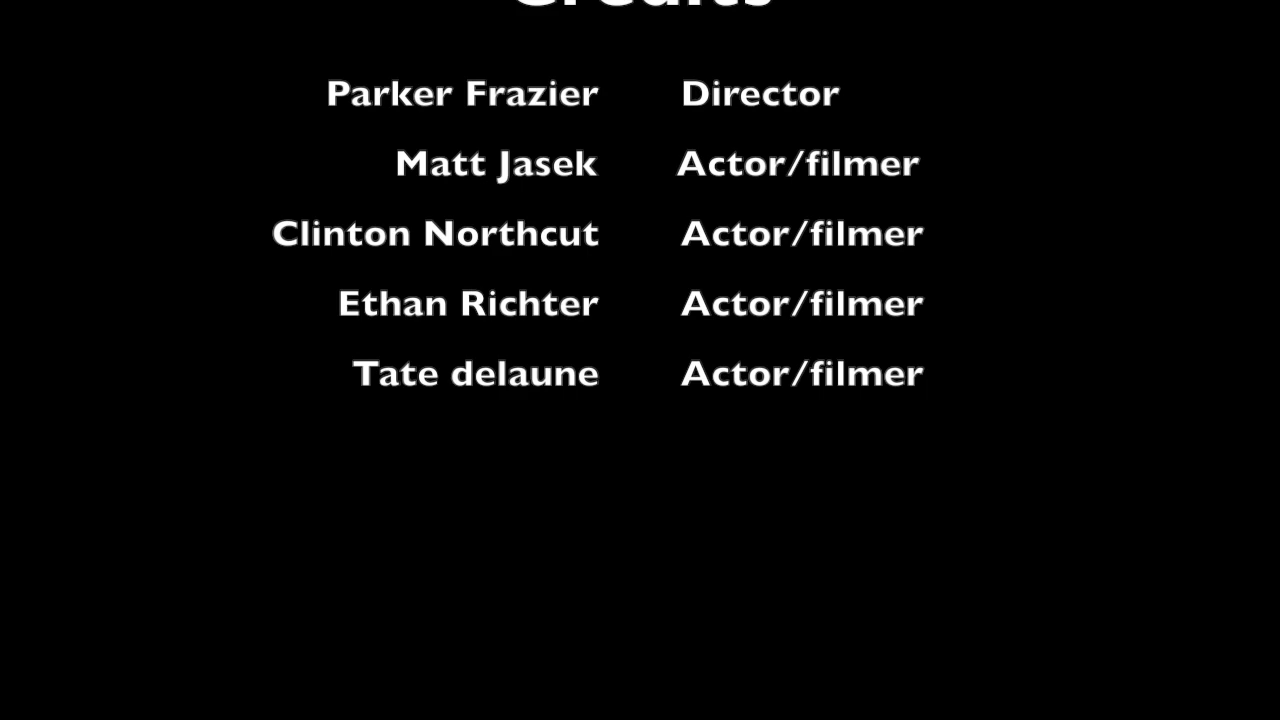 Credits
Parker Frazier Director
Matt Jasek Actor/filmer
Clinton Northcut Actor/filmer
Ethan Richter Actor/filmer
Tate delaune Actor/filmer